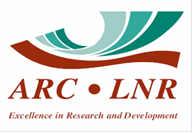 ARC • LNR
Excellence in Research and Development